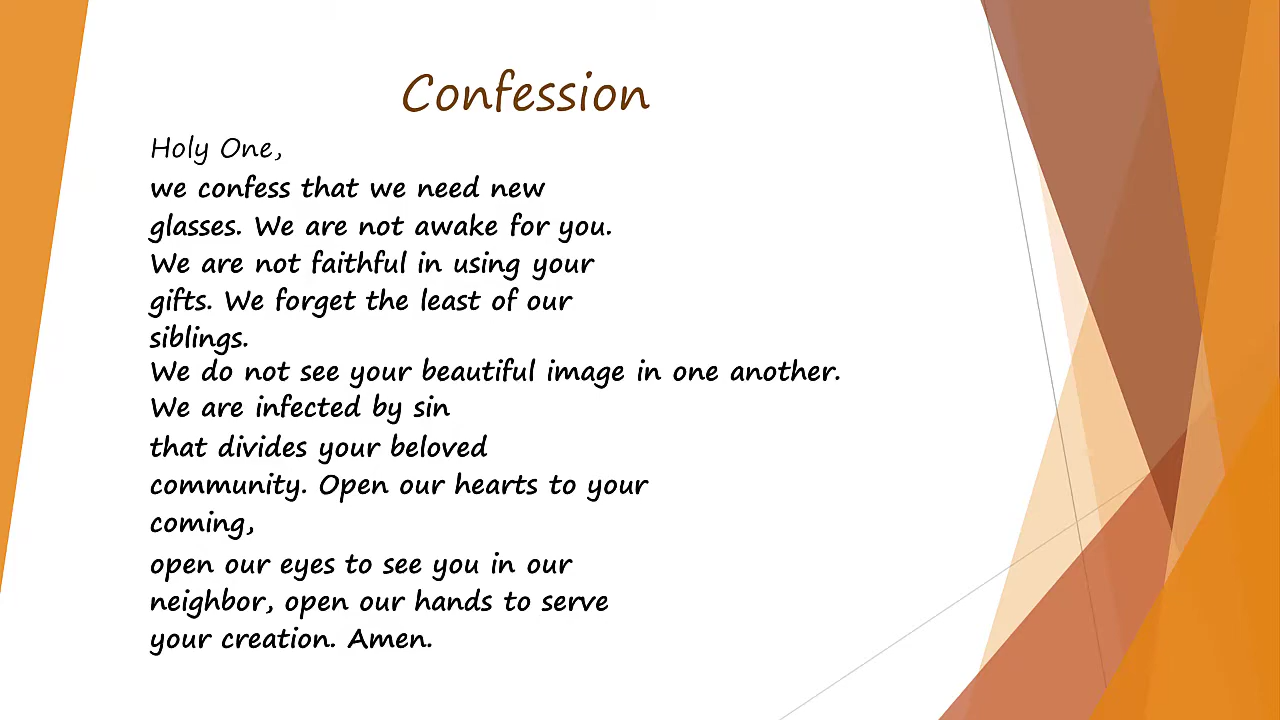 Confession
Holy One,
we confess that we need new
glasses. We are not awake for you.
We are not faithful in using your
gifts. We forget the least of our
siblings.
We do not see your beautiful image in one another.
We are infected by sin
that divides your beloved
community. Open our hearts to your
coming,
open our eyes to see you in our
neighbor, open our hands to serve
your creation. Amen.